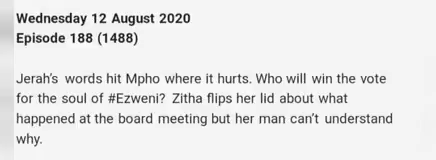 Wednesday 12 August 2020
Episode 188 (1488)
Jerah's words hit Mpho where it hurts. Who will win the vote
for the soul of #Ezweni? Zitha flips her lid about what
happened at the board meeting but her man can't understand
why.